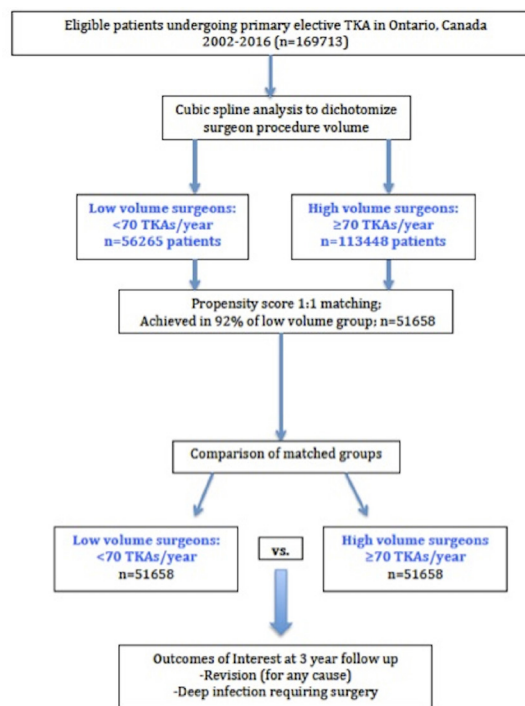 Eligible patients undergoing primary elective TKA in Ontario, Canada
2002-2016 (n=169713)
Cubic spline analysis to dichotomize
surgeon procedure volume
Low volume surgeons:
<70 TKAs/year
n=56265 patients
High volume surgeons:
≥70 TKAs/year
n=113448 patients
Propensity score 1:1 matching;
Achieved in 92% of low volume group; n=51658
Comparison of matched groups
Low volume surgeons:
<70 TKAs/year
n=51658
vs.
High volume surgeons
≥70 TKAs/year
n=51658
Outcomes of Interest at 3 year follow up
-Revision (for any cause)
-Deep infection requiring surgery